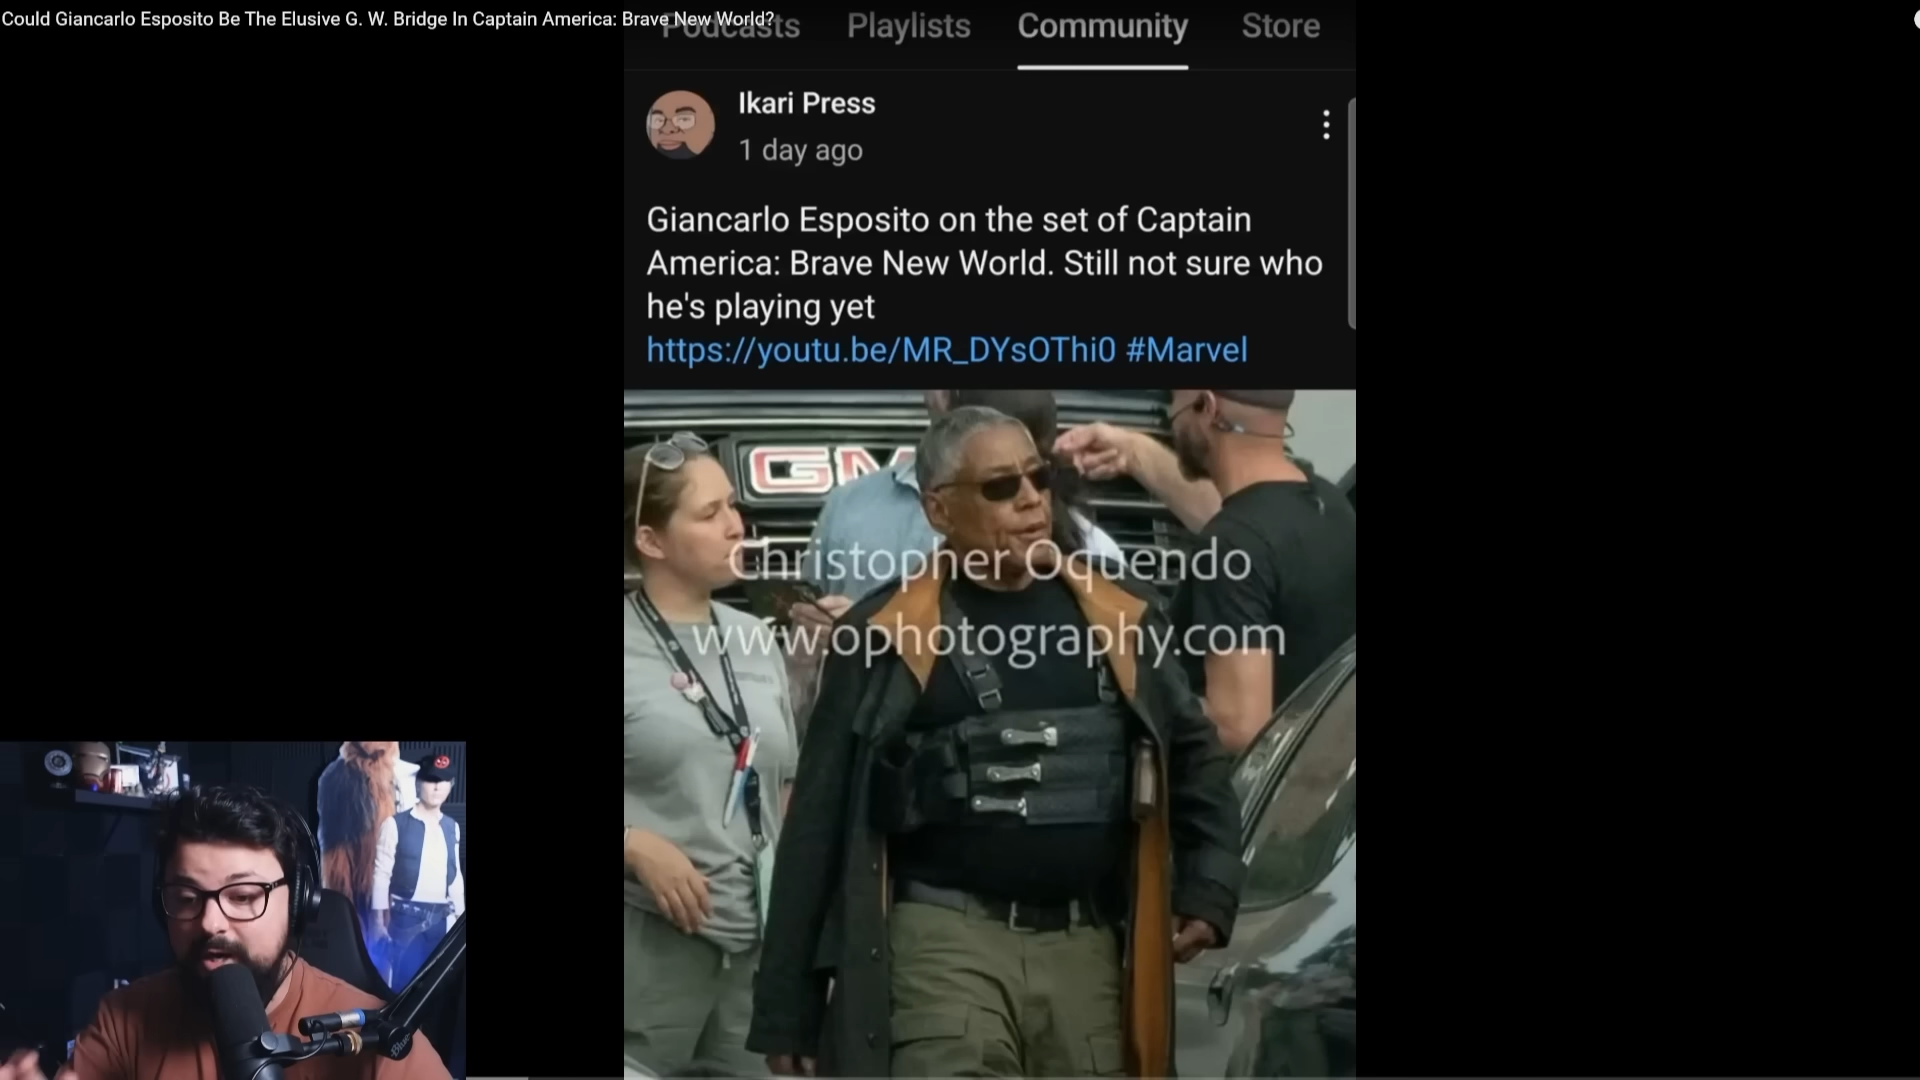 Could Giancarlo Esposito Be The Elusive G. W. Bridge In Captain America: Brave New World?
Podcasts Playlists Community Store
Ikari Press
1 day ago
Giancarlo Esposito on the set of Captain
America: Brave New World. Still not sure who
he's playing yet
https://youtu.be/MR_DYsOThi0 #Marvel
GM
Christopher Oquendo
www.ophotography.com